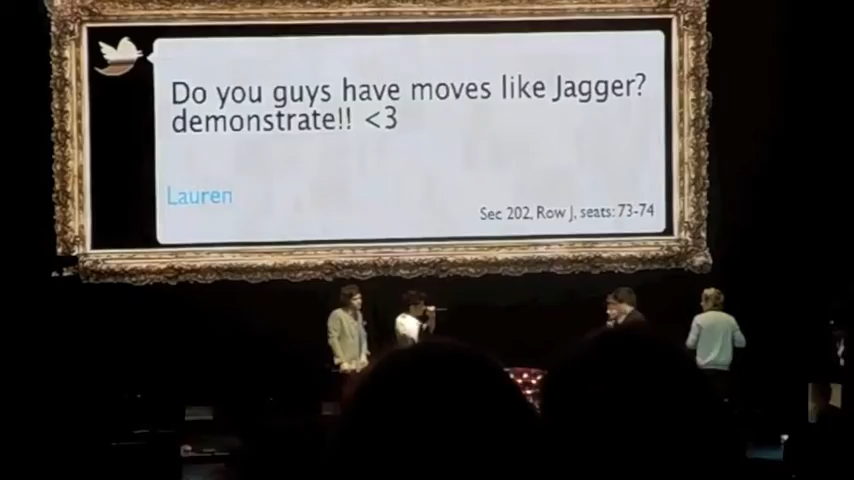 Do you guys have moves like Jagger?
demonstrate!! <3
Lauren
Sec 202, Row J, seats: 73-74